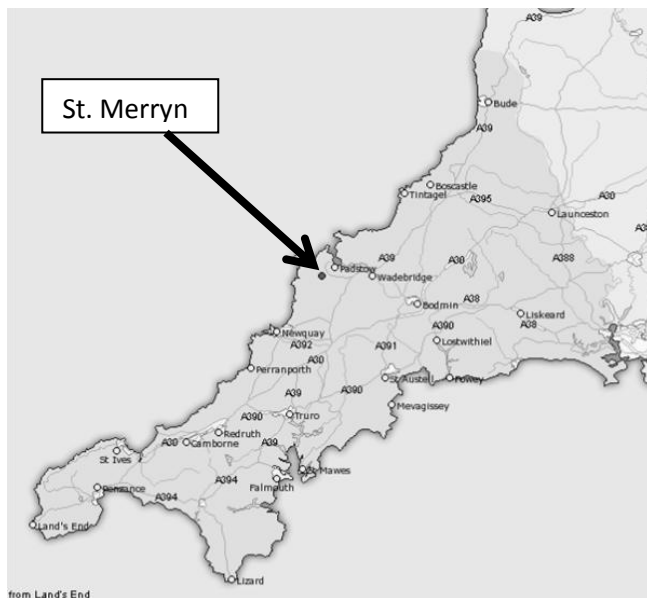 A39
St. Merryn
Bude
A39
Boscastle
Tintagel
A395
A30
Launceston
A39
A30
A388
Padstow
Wadebridge
Bodmin
A38
Liskeard
A38
Newquay
A392
A30
A391
A390
Lostwithiel
Perranporth
St Austell
Fowey
A39
A390
Mevagissey
A390
Truro
Redruth
A30
Camborne
A39
St Ives
A394
St Mawes
Falmouth
Penzance
A394
Land's End
Lizard
from Land's End